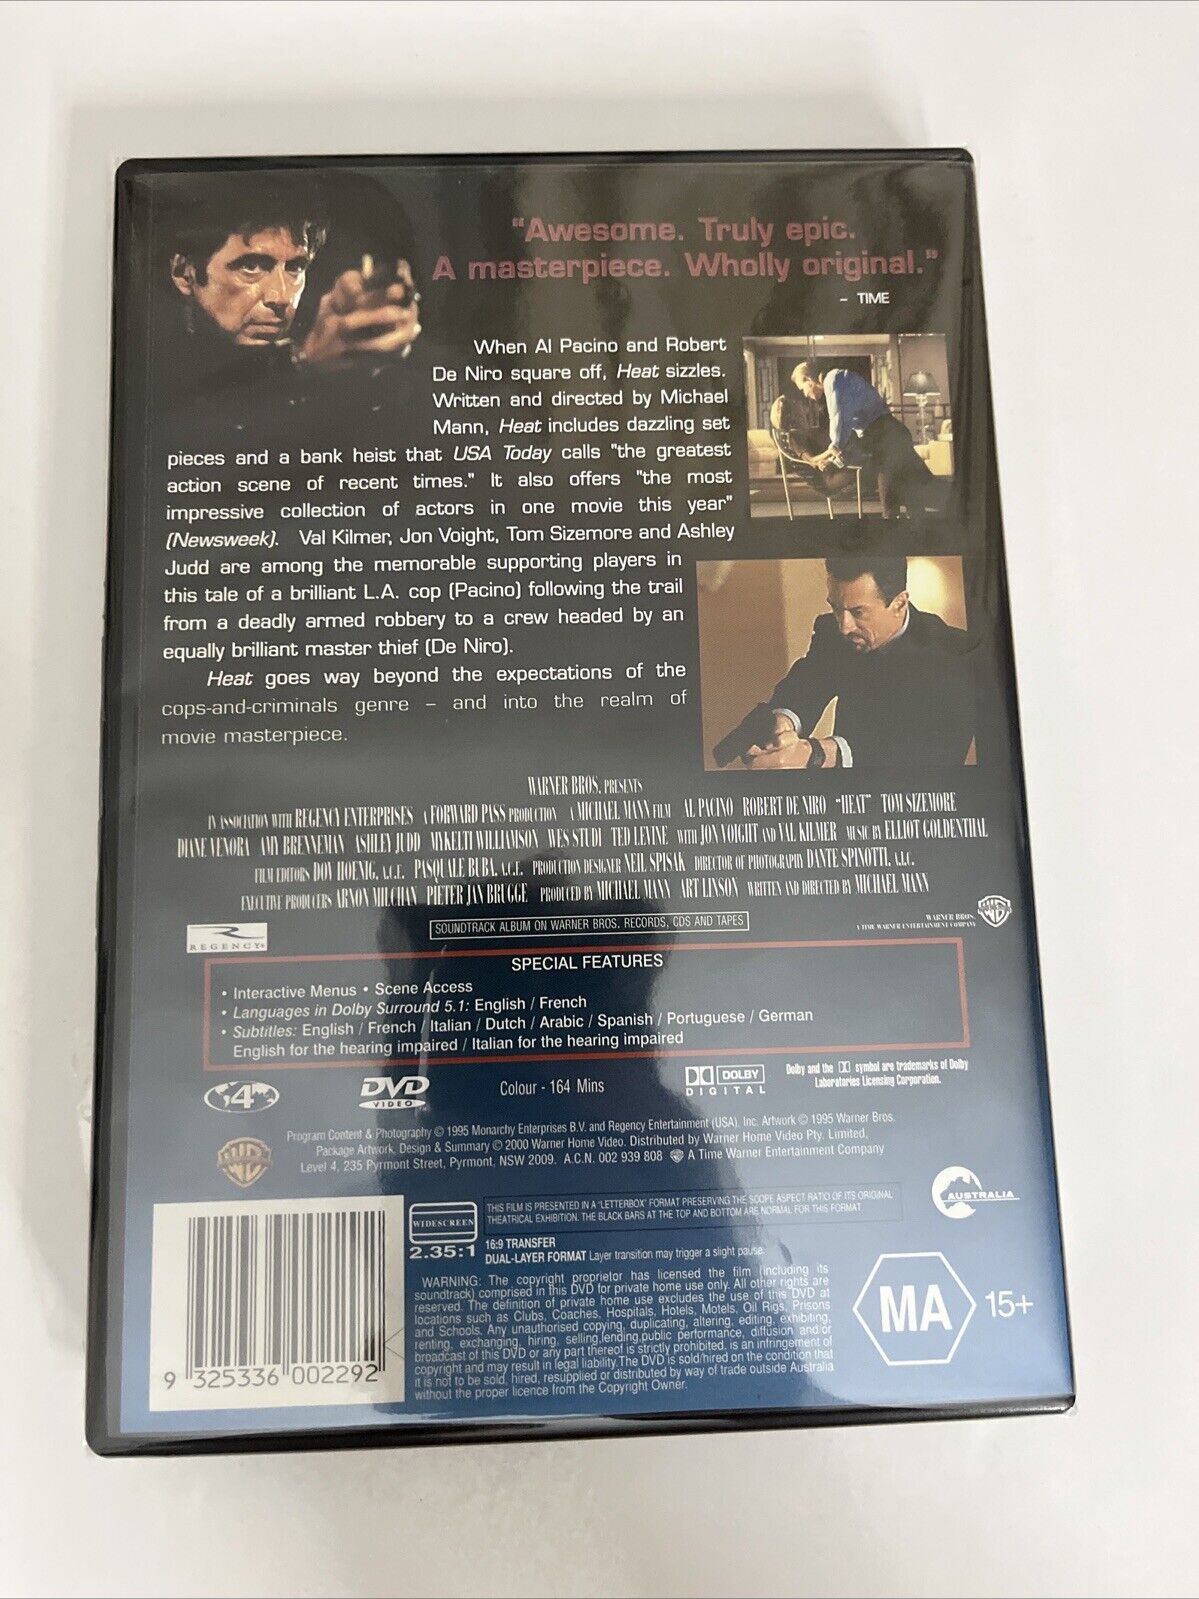 "Awesome. Truly epic.
A masterpiece. Wholly original."
– TIME
When Al Pacino and Robert
De Niro square off, Heat sizzles.
Written and directed by Michael
Mann, Heat includes dazzling set
pieces and a bank heist that USA Today calls "the greatest
action scene of recent times." It also offers "the most
impressive collection of actors in one movie this year"
(Newsweek). Val Kilmer, Jon Voight, Tom Sizemore and Ashley
Judd are among the memorable supporting players in
this tale of a brilliant L.A. cop (Pacino) following the trail
from a deadly armed robbery to a crew headed by an
equally brilliant master thief (De Niro).
Heat goes way beyond the expectations of the
cops-and-criminals genre – and into the realm of
movie masterpiece.
WARNER BROS. PRESENTS
IN ASSOCIATION WITH REGENCY ENTERPRISES A FORWARD PASS PRODUCTION A MICHAEL MANN FILM AL PACINO ROBERT DE NIRO "HEAT" TOM SIZEMORE
DIANE VENORA AMY BRENNEMAN ASHLEY JUDD MYKELTI WILLIAMSON WES STUDI TED LEVINE WITH JON VOIGHT AND VAL KILMER MUSIC BY ELLIOT GOLDENTHAL
FILM EDITORS DOV HOENIG, A.C.E. PASQUALE BUBA, A.C.E. PRODUCTION DESIGNER NEIL SPISAK DIRECTOR OF PHOTOGRAPHY DANTE SPINOTTI, A.I.C.
EXECUTIVE PRODUCERS ARNON MILCHAN PIETER JAN BRUGGE PRODUCED BY MICHAEL MANN ART LINSON WRITTEN AND DIRECTED BY MICHAEL MANN
R
REGENCY
SOUNDTRACK ALBUM ON WARNER BROS. RECORDS, CDS AND TAPES
WARNER BROS.
A TIME WARNER ENTERTAINMENT COMPANY
WB
SPECIAL FEATURES
• Interactive Menus • Scene Access
• Languages in Dolby Surround 5.1: English / French
• Subtitles: English / French / Italian / Dutch / Arabic / Spanish / Portuguese / German
English for the hearing impaired / Italian for the hearing impaired
4
DVD
VIDEO
Colour - 164 Mins
DOLBY
DIGITAL
Dolby and the DD symbol are trademarks of Dolby
Laboratories Licensing Corporation.
WB
Program Content & Photography © 1995 Monarchy Enterprises B.V. and Regency Entertainment (USA), Inc. Artwork © 1995 Warner Bros.
Package Artwork, Design & Summary © 2000 Warner Home Video. Distributed by Warner Home Video Pty. Limited,
Level 4, 235 Pyrmont Street, Pyrmont, NSW 2009. A.C.N. 002 939 808 A Time Warner Entertainment Company
AUSTRALIA
WIDESCREEN
2.35:1
THIS FILM IS PRESENTED IN A 'LETTERBOX' FORMAT PRESERVING THE SCOPE ASPECT RATIO OF ITS ORIGINAL
THEATRICAL EXHIBITION. THE BLACK BARS AT THE TOP AND BOTTOM ARE NORMAL FOR THIS FORMAT.
16:9 TRANSFER
DUAL-LAYER FORMAT Layer transition may trigger a slight pause.
WARNING: The copyright proprietor has licensed the film (including its
soundtrack) comprised in this DVD for private home use only. All other rights are
reserved. The definition of private home use excludes the use of this DVD at
locations such as Clubs, Coaches, Hospitals, Hotels, Motels, Oil Rigs, Prisons
and Schools. Any unauthorised copying, duplicating, altering, editing, exhibiting,
renting, exchanging, hiring, selling, lending, public performance, diffusion and/or
broadcast of this DVD or any part thereof is strictly prohibited. is an infringement of
copyright and may result in legal liability. The DVD is sold/hired on the condition that
it is not to be sold, hired, resupplied or distributed by way of trade outside Australia
without the proper licence from the Copyright Owner.
MA 15+
9 325336 002292